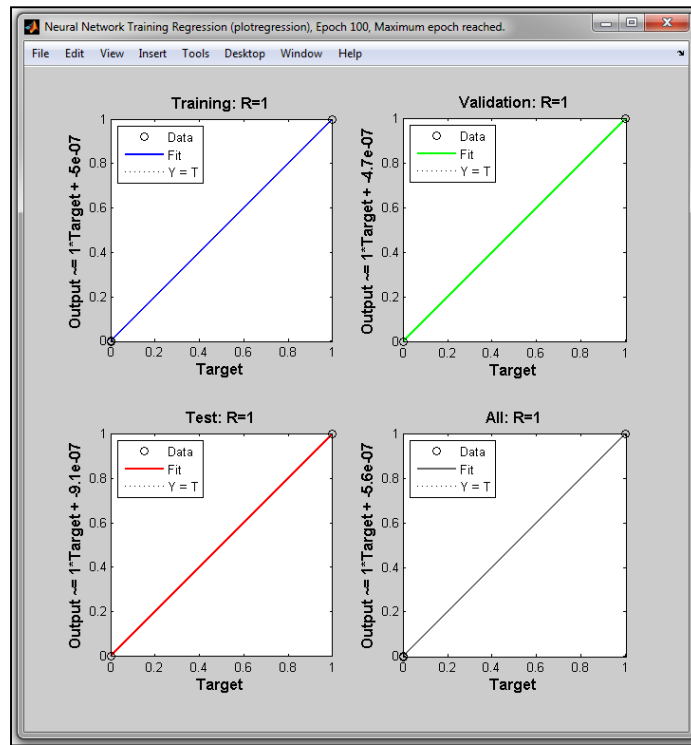 Neural Network Training Regression (plotregression), Epoch 100, Maximum epoch reached.
File Edit View Insert Tools Desktop Window Help
Training: R=1
Output ~= 1*Target + -5e-07
1
0.8
0.6
0.4
0.2
0
Data
Fit
Y = T
0 0.2 0.4 0.6 0.8 1
Target
Validation: R=1
Output ~= 1*Target + -4.7e-07
1
0.8
0.6
0.4
0.2
0
Data
Fit
Y = T
0 0.2 0.4 0.6 0.8 1
Target
Test: R=1
Output ~= 1*Target + -9.1e-07
1
0.8
0.6
0.4
0.2
0
Data
Fit
Y = T
0 0.2 0.4 0.6 0.8 1
Target
All: R=1
Output ~= 1*Target + -5.6e-07
1
0.8
0.6
0.4
0.2
0
Data
Fit
Y = T
0 0.2 0.4 0.6 0.8 1
Target